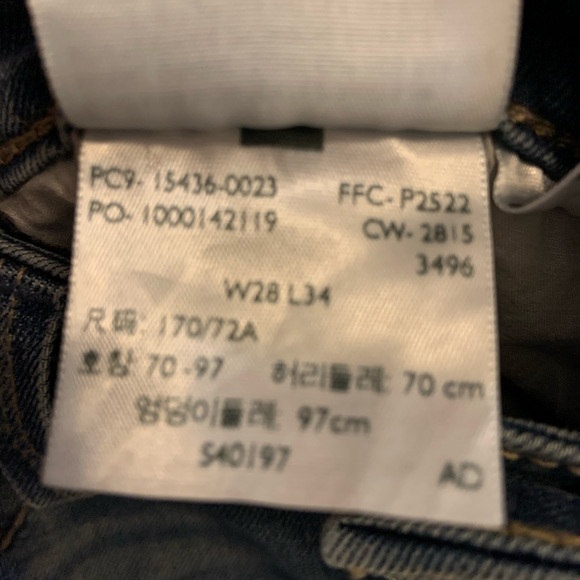 PC9- 15436-0023 FFC- P2522
PO- 1000142119 CW- 2815
3496
W28 L34
尺码: 170/72A
호칭 70 -97 허리둘레: 70 cm
엉덩이둘레: 97cm
S40197
AD